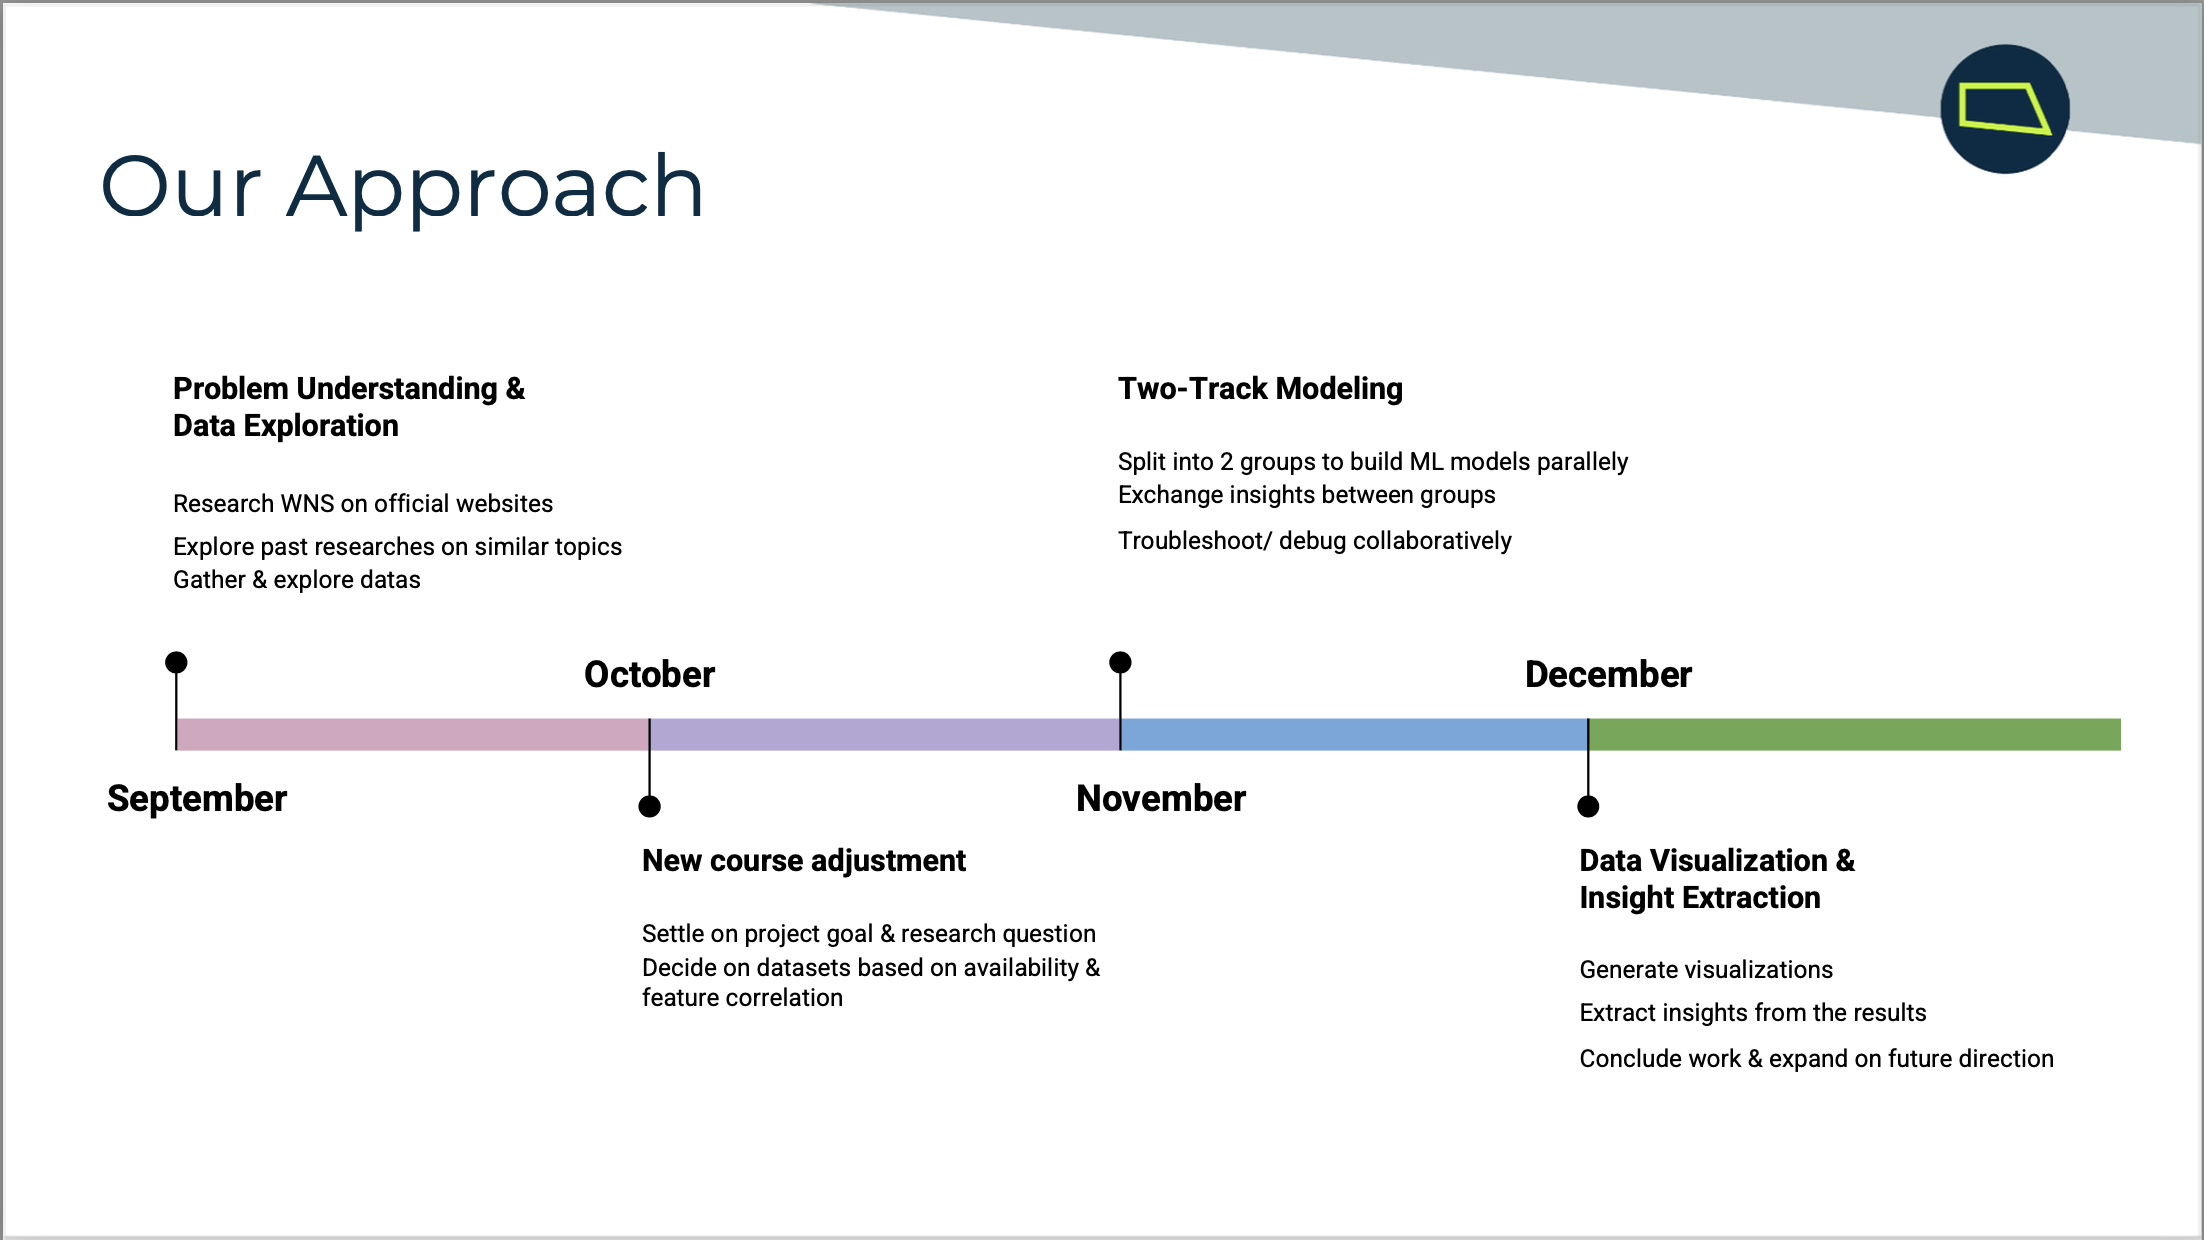 Our Approach
Problem Understanding &
Data Exploration
Research WNS on official websites
Explore past researches on similar topics
Gather & explore datas
Two-Track Modeling
Split into 2 groups to build ML models parallely
Exchange insights between groups
Troubleshoot/ debug collaboratively
October
December
September
November
New course adjustment
Settle on project goal & research question
Decide on datasets based on availability &
feature correlation
Data Visualization &
Insight Extraction
Generate visualizations
Extract insights from the results
Conclude work & expand on future direction